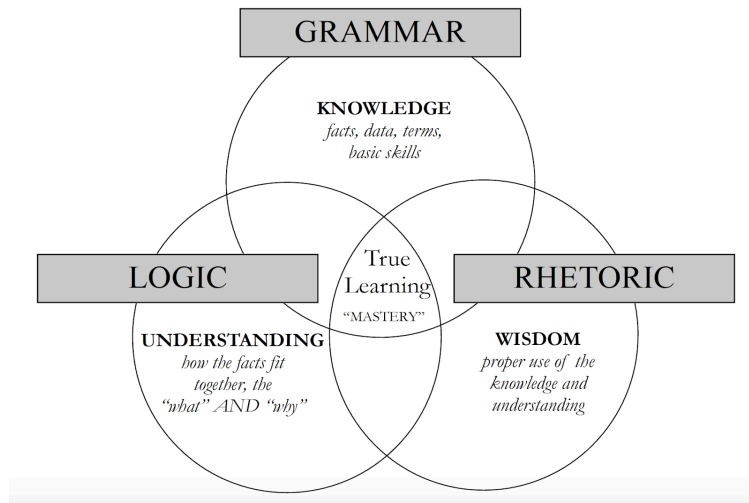 GRAMMAR
KNOWLEDGE
facts, data, terms,
basic skills
True
Learning
“MASTERY”
LOGIC
UNDERSTANDING
how the facts fit
together, the
“what” AND “why”
RHETORIC
WISDOM
proper use of the
knowledge and
understanding